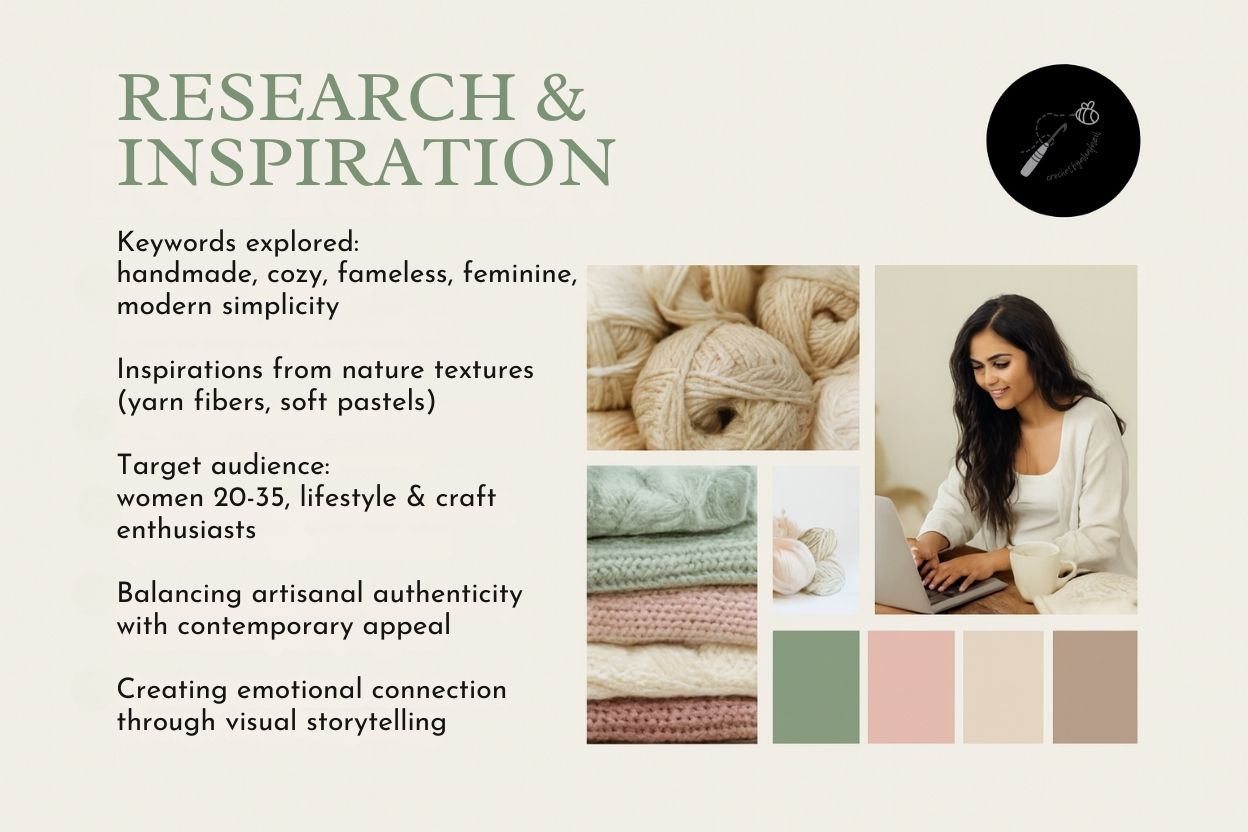 RESEARCH &
INSPIRATION
Keywords explored:
handmade, cozy, fameless, feminine,
modern simplicity
Inspirations from nature textures
(yarn fibers, soft pastels)
Target audience:
women 20-35, lifestyle & craft
enthusiasts
Balancing artisanal authenticity
with contemporary appeal
Creating emotional connection
through visual storytelling